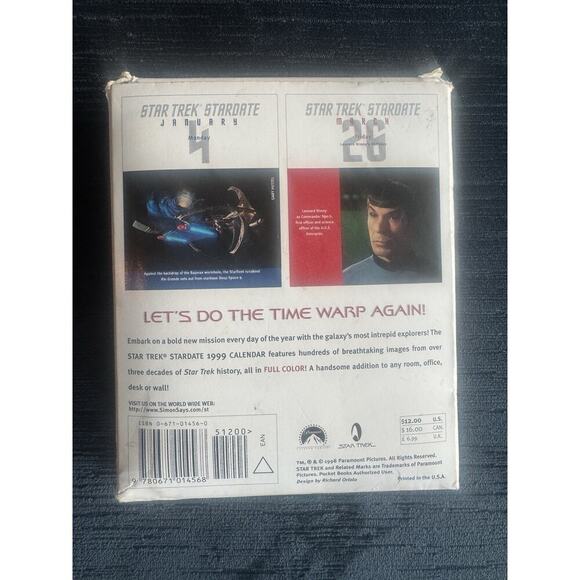 STAR TREK STARDATE
JANUARY
4
Monday
GARY HUTZEL
Against the backdrop of the Bajoran wormhole, the Starfleet runabout
Rio Grande sets out from starbase Deep Space 9.
STAR TREK STARDATE
MARCH
26
Friday
Leonard Nimoy's Birthday
Leonard Nimoy
as Commander Spock,
first officer and science
officer of the U.S.S.
Enterprise.
LET'S DO THE TIME WARP AGAIN!
Embark on a bold new mission every day of the year with the galaxy's most intrepid explorers! The
STAR TREK® STARDATE 1999 CALENDAR features hundreds of breathtaking images from over
three decades of Star Trek history, all in FULL COLOR! A handsome addition to any room, office,
desk or wall!
VISIT US ON THE WORLD WIDE WEB:
http://www.SimonSays.com/st
ISBN 0-671-01456-0
51200>
EAN
9 780671 014568
STAR TREK
$12.00 U.S.
$ 16.00 CAN.
£ 6.99 U.K.
TM, ® & © 1998 Paramount Pictures. All Rights Reserved.
STAR TREK and Related Marks are Trademarks of Paramount
Pictures. Pocket Books Authorized User.
Design by Richard Oriolo
Printed in the U.S.A.